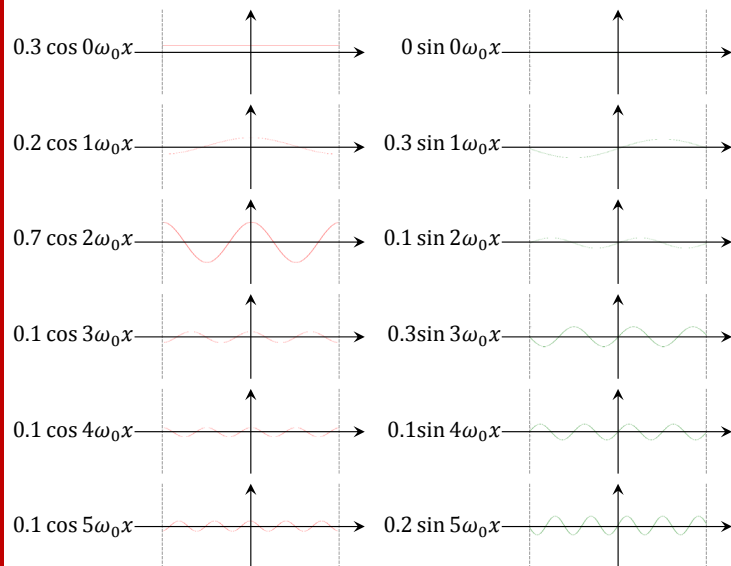 0.3 cos 0ω₀x 0 sin 0ω₀x
0.2 cos 1ω₀x 0.3 sin 1ω₀x
0.7 cos 2ω₀x 0.1 sin 2ω₀x
0.1 cos 3ω₀x 0.3sin 3ω₀x
0.1 cos 4ω₀x 0.1sin 4ω₀x
0.1 cos 5ω₀x 0.2 sin 5ω₀x